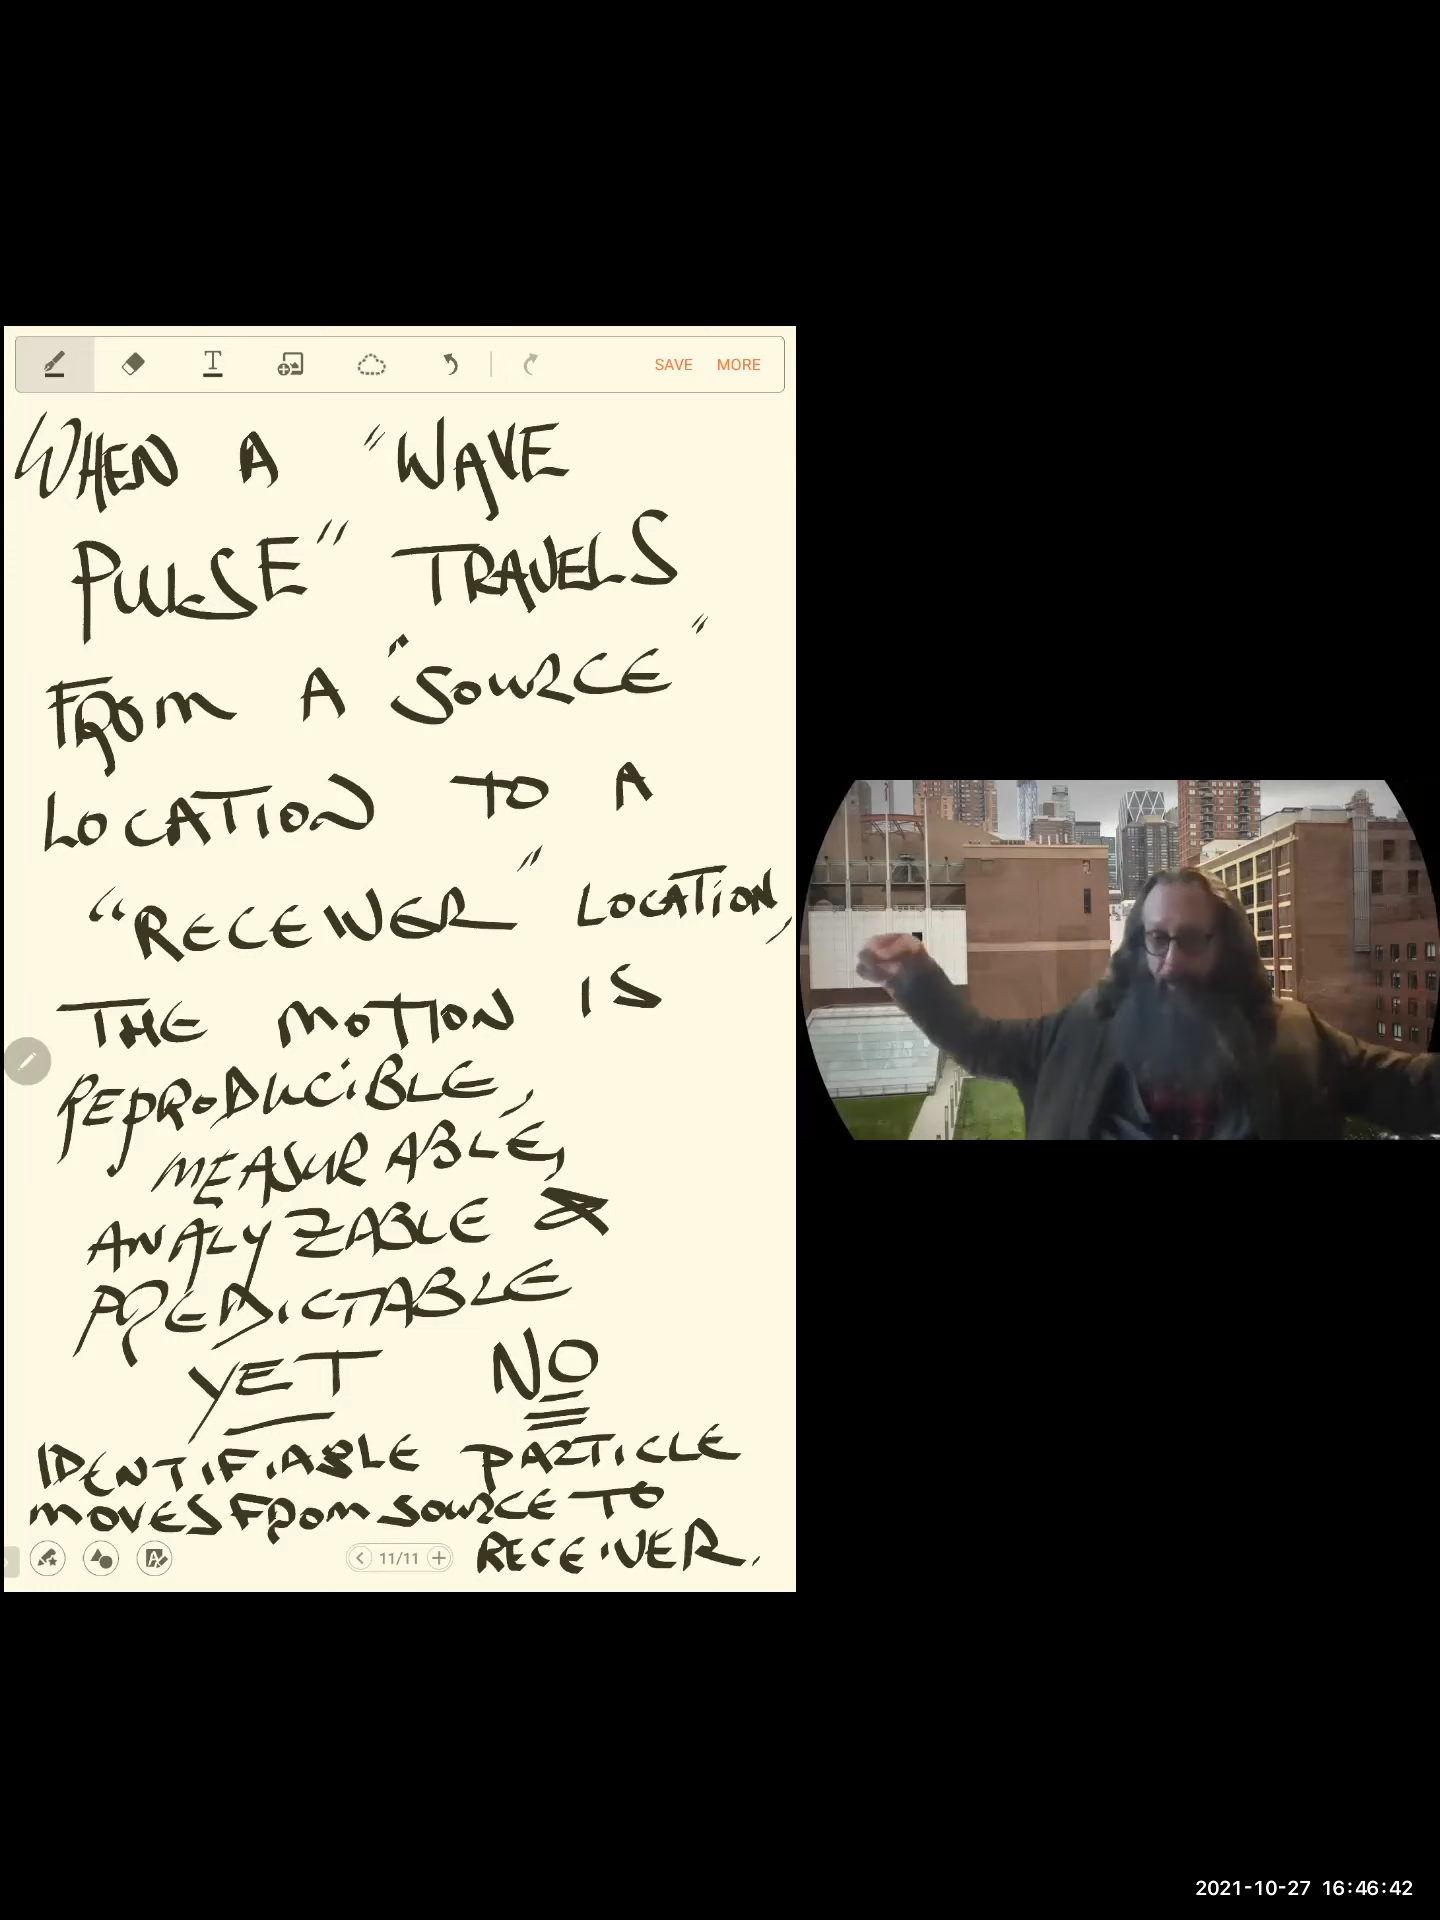 SAVE MORE
WHEN A "WAVE
PULSE" TRAVELS
FROM A "SOURCE"
LOCATION TO A
"RECEIVER" LOCATION,
THE MOTION IS
REPRODUCIBLE,
MEASURABLE,
ANALYZABLE &
PREDICTABLE
YET NO
IDENTIFIABLE PARTICLE
MOVES FROM SOURCE TO
RECEIVER.
11/11
2021-10-27 16:46:42